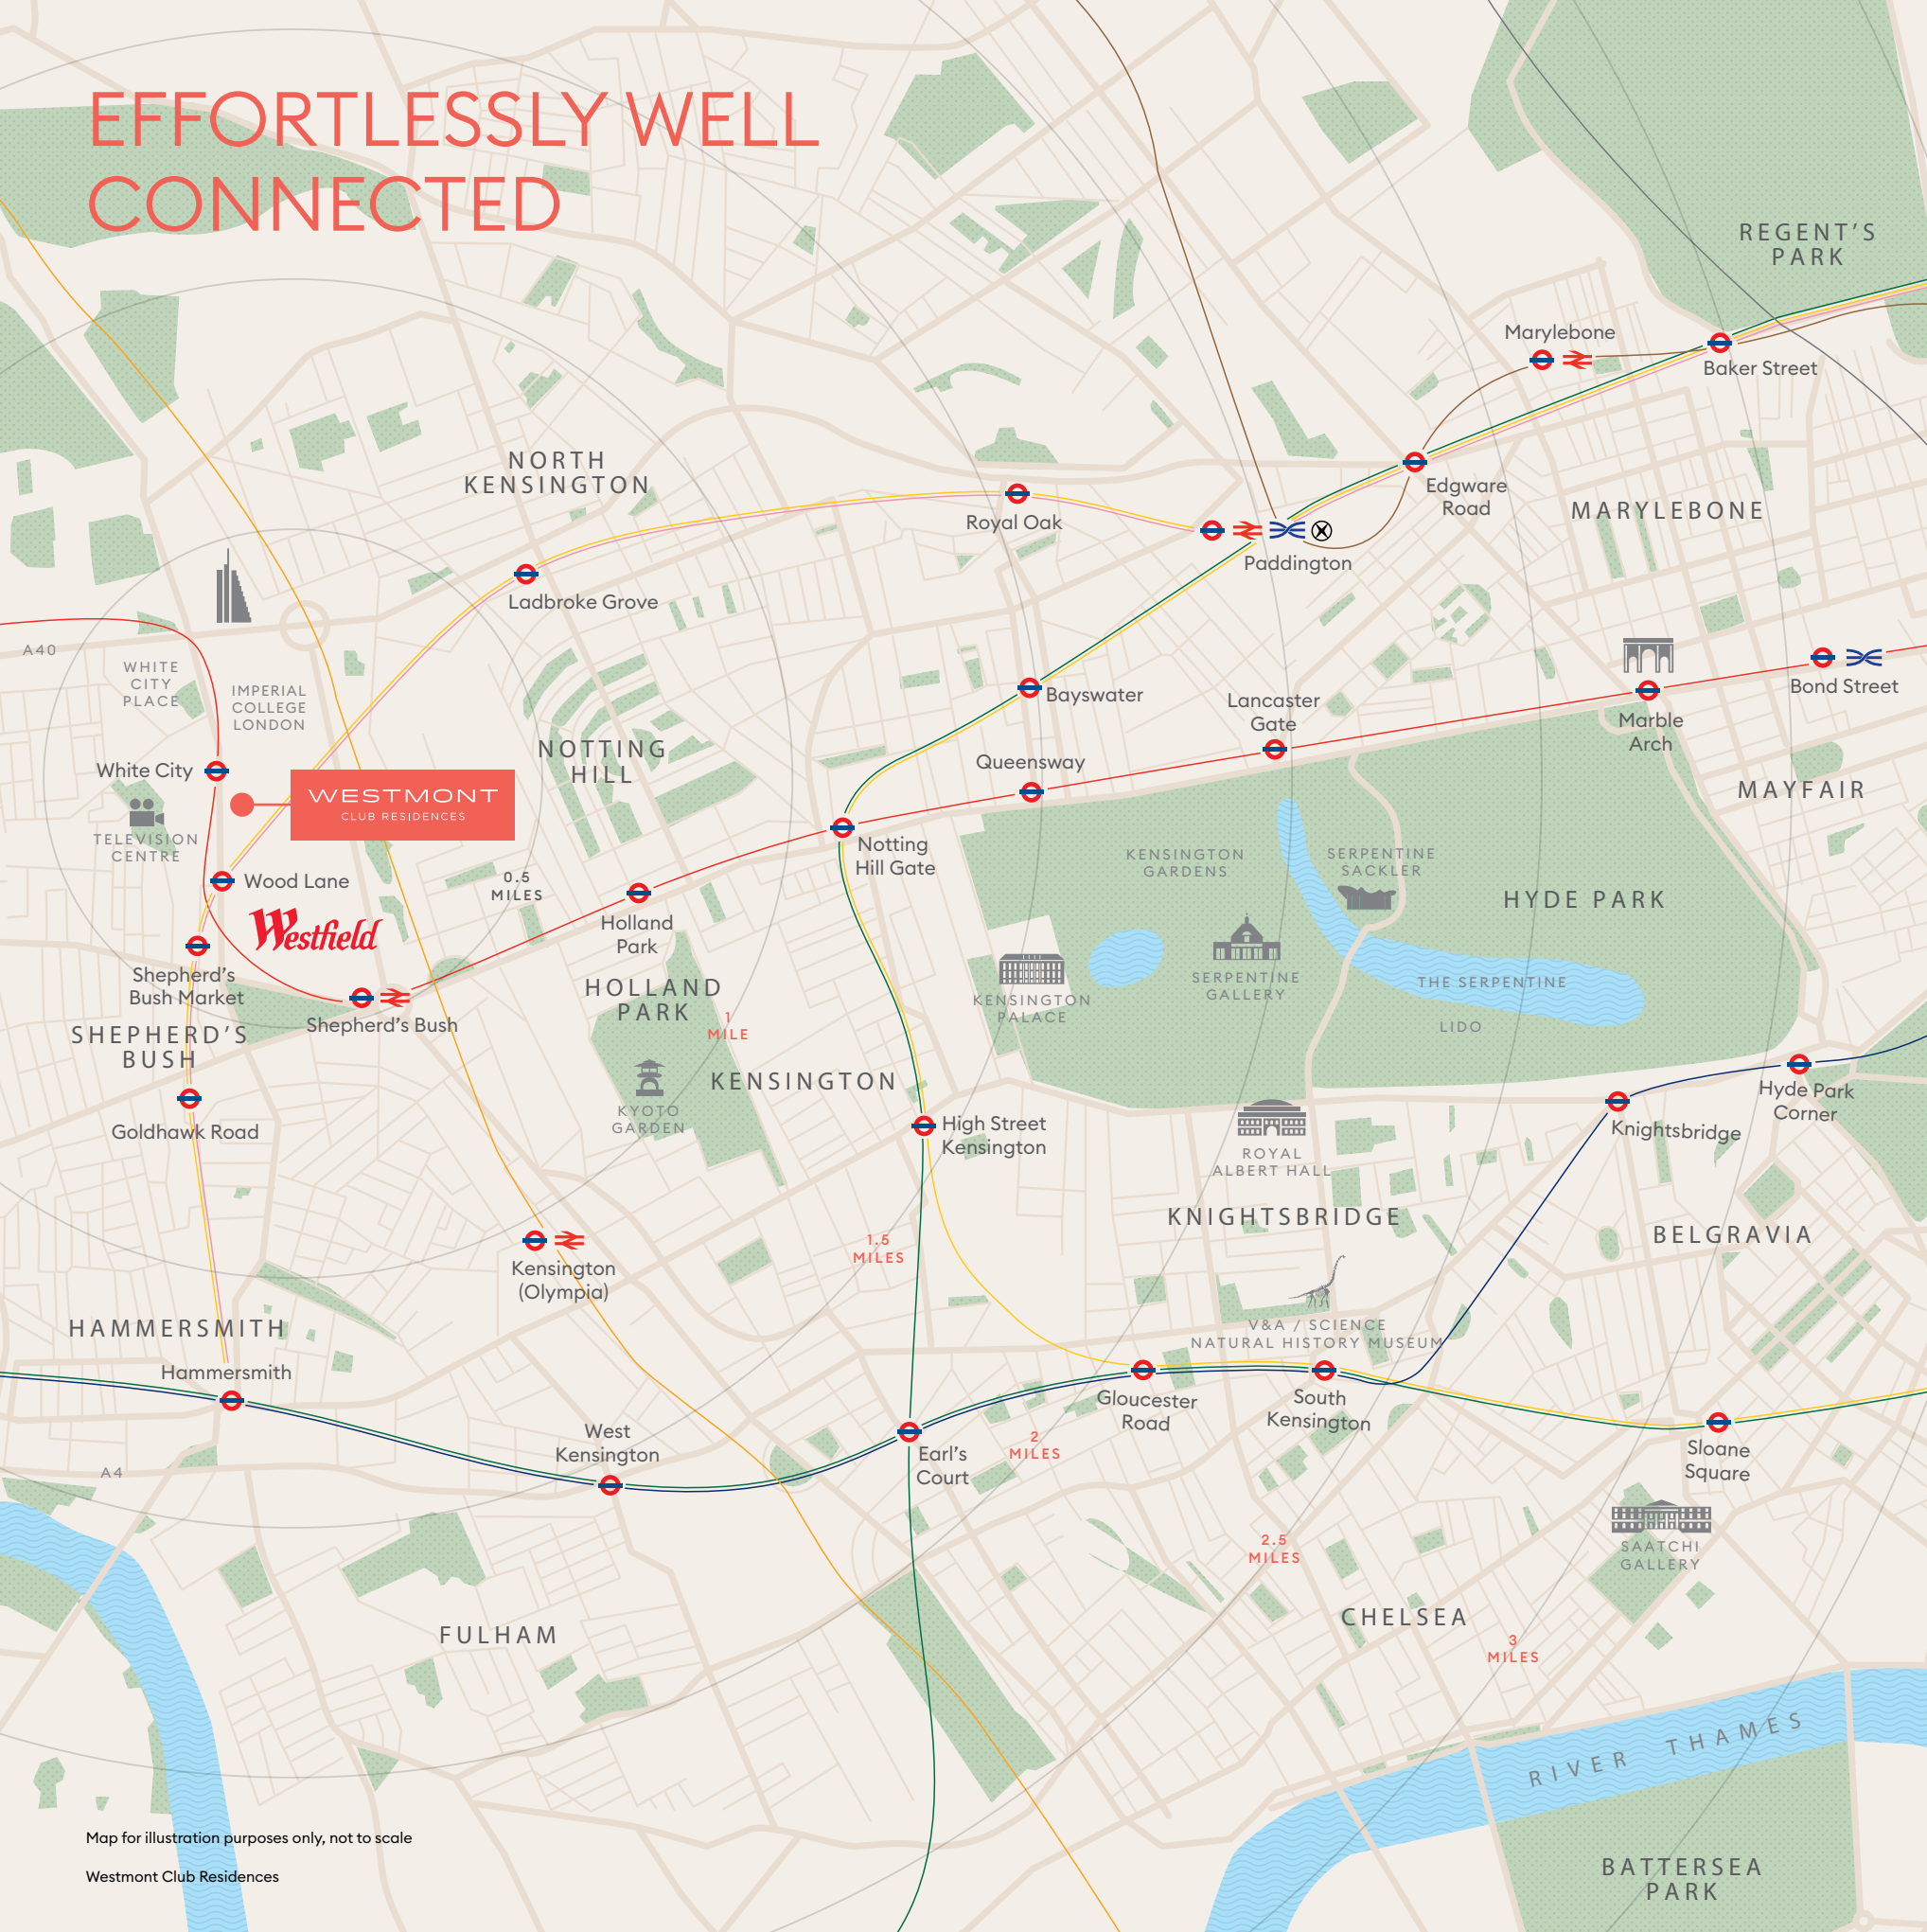 EFFORTLESSLY WELL
CONNECTED
REGENT'S
PARK
Marylebone
Baker Street
NORTH
KENSINGTON
Royal Oak
Edgware
Road
MARYLEBONE
Paddington
Ladbroke Grove
A40
WHITE
CITY
PLACE
IMPERIAL
COLLEGE
LONDON
Bayswater
Lancaster
Gate
Marble
Arch
Bond Street
NOTTING
HILL
Queensway
White City
WESTMONT
CLUB RESIDENCES
MAYFAIR
TELEVISION
CENTRE
Notting
Hill Gate
KENSINGTON
GARDENS
SERPENTINE
SACKLER
HYDE PARK
Wood Lane
0.5
MILES
Westfield
Holland
Park
Shepherd's
Bush Market
HOLLAND
PARK
KENSINGTON
PALACE
SERPENTINE
GALLERY
THE SERPENTINE
LIDO
Shepherd's Bush
1
MILE
SHEPHERD'S
BUSH
KENSINGTON
Hyde Park
Corner
Goldhawk Road
KYOTO
GARDEN
High Street
Kensington
Knightsbridge
ROYAL
ALBERT HALL
KNIGHTSBRIDGE
BELGRAVIA
1.5
MILES
Kensington
(Olympia)
HAMMERSMITH
V&A / SCIENCE
NATURAL HISTORY MUSEUM
Hammersmith
Gloucester
Road
South
Kensington
West
Kensington
Earl's
Court
2
MILES
Sloane
Square
A4
2.5
MILES
SAATCHI
GALLERY
FULHAM
CHELSEA
3
MILES
RIVER THAMES
Map for illustration purposes only, not to scale
Westmont Club Residences
BATTERSEA
PARK